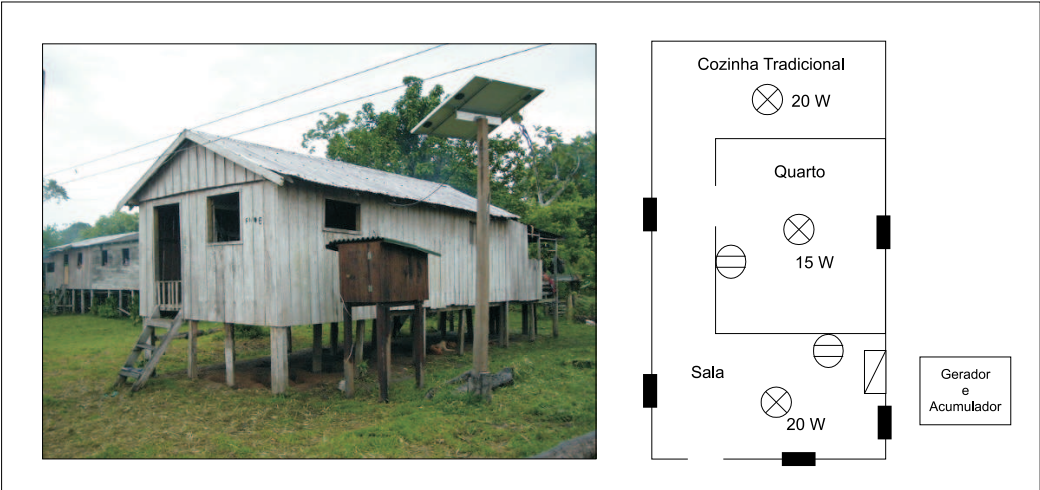 Cozinha Tradicional
20 W
Quarto
15 W
Sala
20 W
Gerador
e
Acumulador